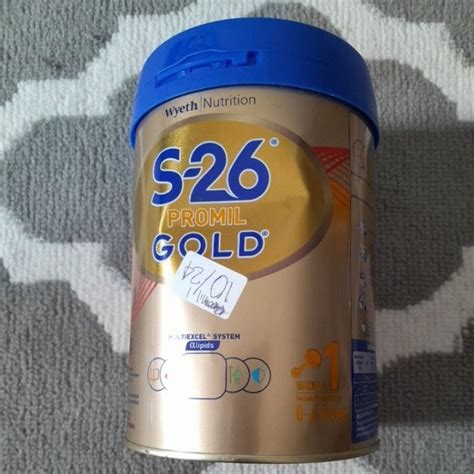 Wyeth | Nutrition
S-26®
PROMIL
GOLD®
10/24
MULTIEXCEL® SYSTEM
αlipids
1